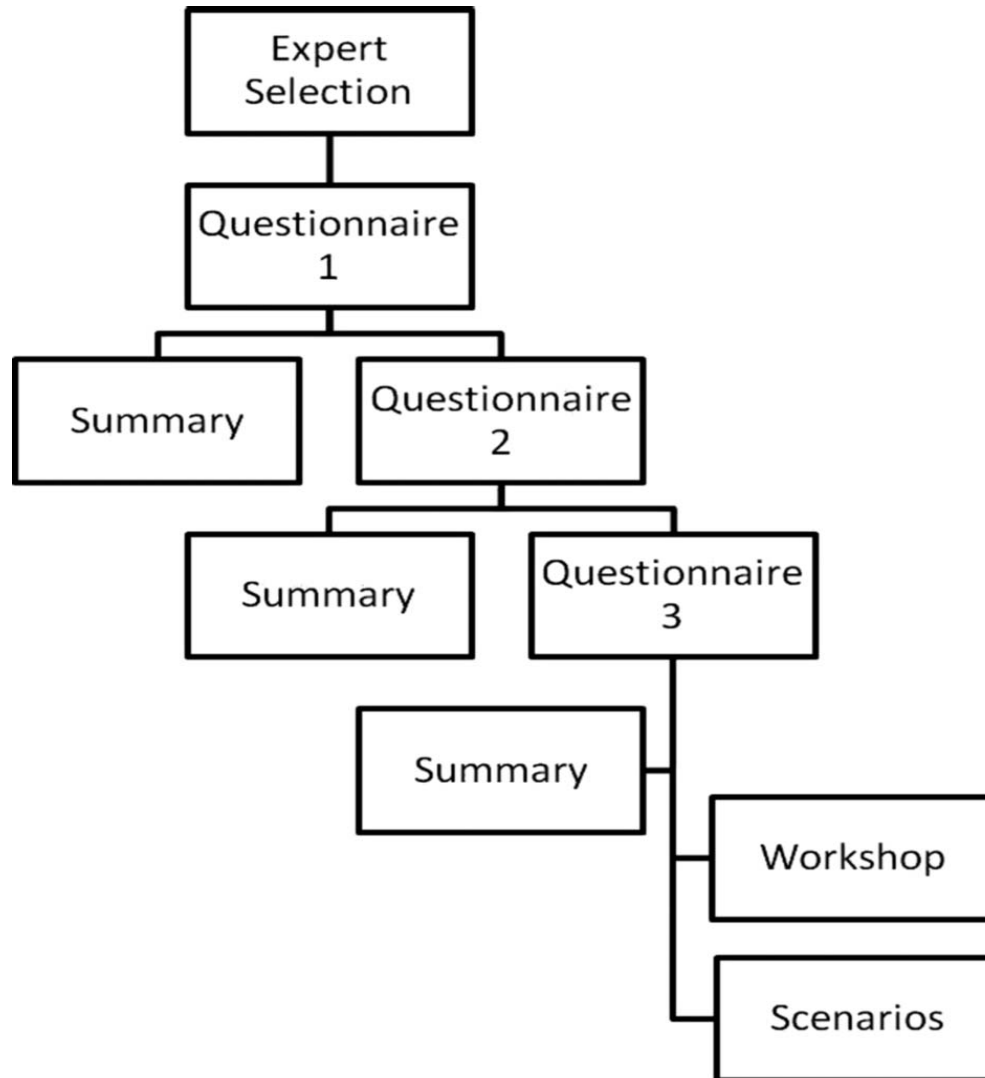 Expert
Selection
Questionnaire
1
Summary
Questionnaire
2
Summary
Questionnaire
3
Summary
Workshop
Scenarios